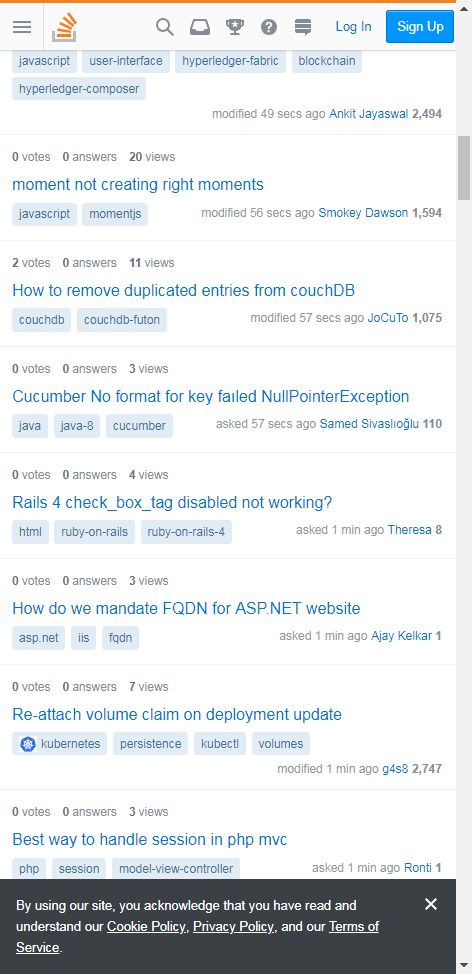 Log In Sign Up
javascript user-interface hyperledger-fabric blockchain
hyperledger-composer
modified 49 secs ago Ankit Jayaswal 2,494
0 votes 0 answers 20 views
moment not creating right moments
javascript momentjs modified 56 secs ago Smokey Dawson 1,594
2 votes 0 answers 11 views
How to remove duplicated entries from couchDB
couchdb couchdb-futon modified 57 secs ago JoCuTo 1,075
0 votes 0 answers 3 views
Cucumber No format for key faıled NullPointerException
java java-8 cucumber asked 57 secs ago Samed Sivaslıoğlu 110
0 votes 0 answers 4 views
Rails 4 check_box_tag disabled not working?
html ruby-on-rails ruby-on-rails-4 asked 1 min ago Theresa 8
0 votes 0 answers 3 views
How do we mandate FQDN for ASP.NET website
asp.net iis fqdn asked 1 min ago Ajay Kelkar 1
0 votes 0 answers 7 views
Re-attach volume claim on deployment update
kubernetes persistence kubectl volumes
modified 1 min ago g4s8 2,747
0 votes 0 answers 3 views
Best way to handle session in php mvc
php session model-view-controller asked 1 min ago Ronti 1
By using our site, you acknowledge that you have read and
understand our Cookie Policy, Privacy Policy, and our Terms of
Service.